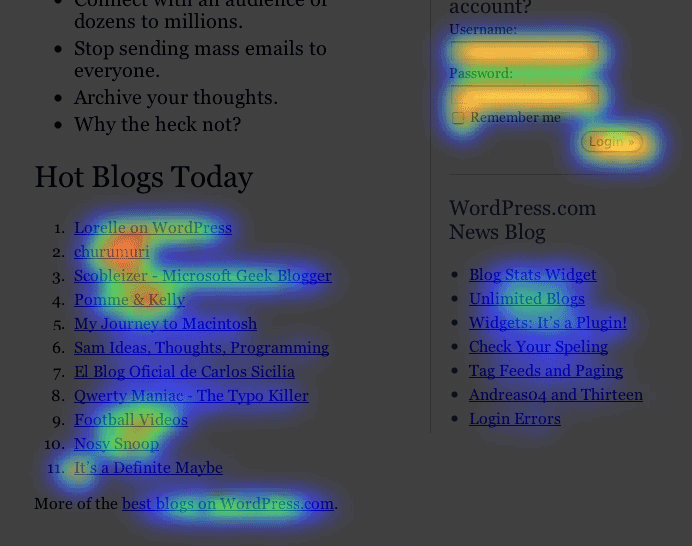 Connect with an audience of
dozens to millions.
Stop sending mass emails to
everyone.
Archive your thoughts.
Why the heck not?
Hot Blogs Today
1. Lorelle on WordPress
2. churumuri
3. Scobleizer - Microsoft Geek Blogger
4. Pomme & Kelly
5. My Journey to Macintosh
6. Sam Ideas, Thoughts, Programming
7. El Blog Oficial de Carlos Sicilia
8. Qwerty Maniac - The Typo Killer
9. Football Videos
10. Nosy Snoop
11. It's a Definite Maybe
More of the best blogs on WordPress.com.
account?
Username:
Password:
Remember me
Login »
WordPress.com
News Blog
Blog Stats Widget
Unlimited Blogs
Widgets: It's a Plugin!
Check Your Speling
Tag Feeds and Paging
Andreas04 and Thirteen
Login Errors